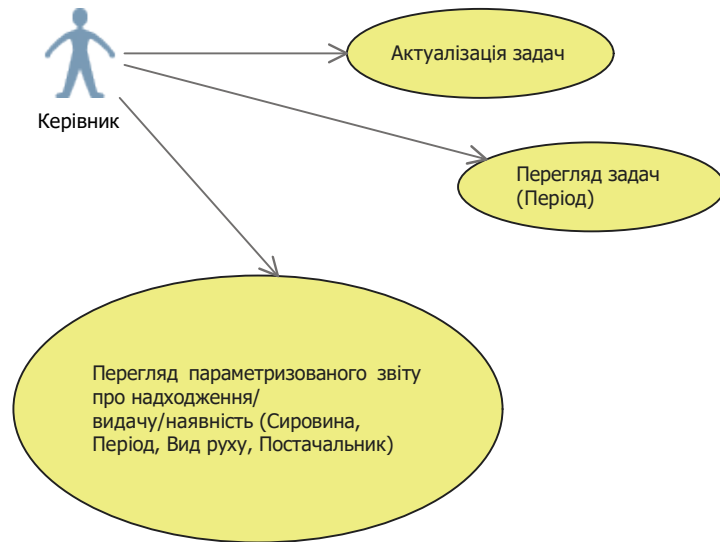 Актуалізація задач
Керівник
Перегляд задач
(Період)
Перегляд параметризованого звіту
про надходження/
видачу/наявність (Сировина,
Період, Вид руху, Постачальник)